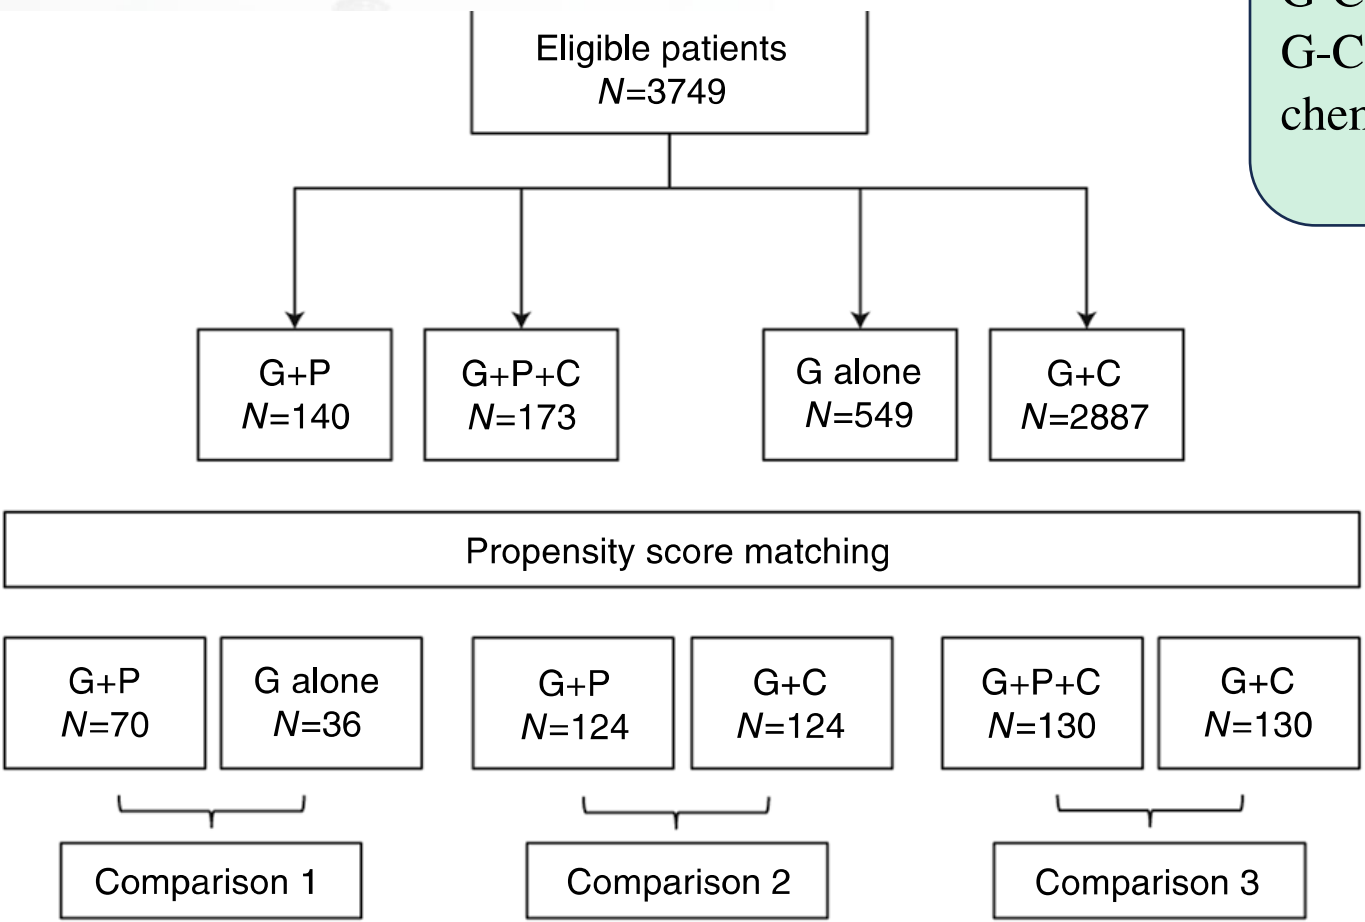 Eligible patients
N=3749
G-C
chem
G+P
N=140
G+P+C
N=173
G alone
N=549
G+C
N=2887
Propensity score matching
G+P
N=70
G alone
N=36
G+P
N=124
G+C
N=124
G+P+C
N=130
G+C
N=130
Comparison 1
Comparison 2
Comparison 3